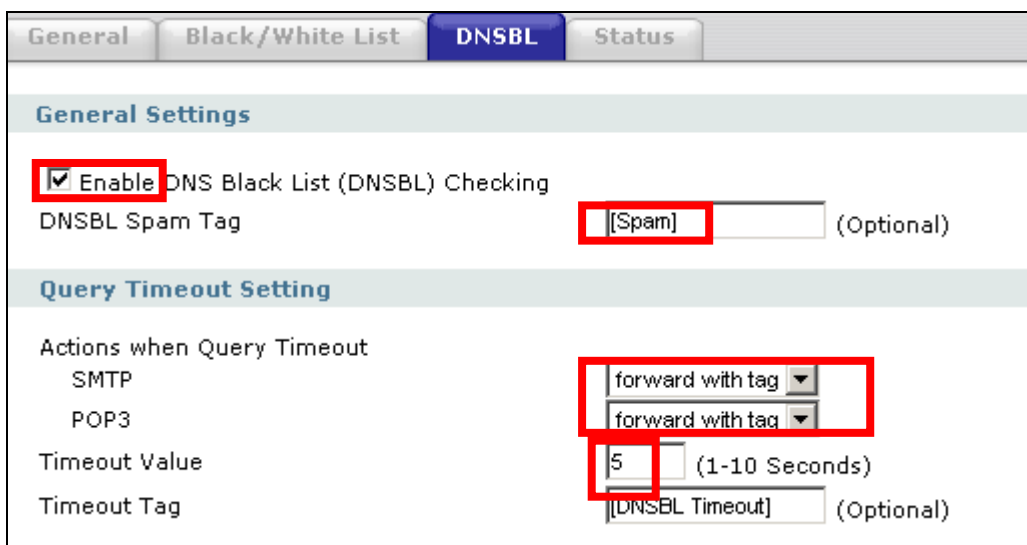 General Black/White List DNSBL Status
General Settings
Enable DNS Black List (DNSBL) Checking
DNSBL Spam Tag [Spam] (Optional)
Query Timeout Setting
Actions when Query Timeout
SMTP forward with tag
POP3 forward with tag
Timeout Value 5 (1-10 Seconds)
Timeout Tag [DNSBL Timeout] (Optional)